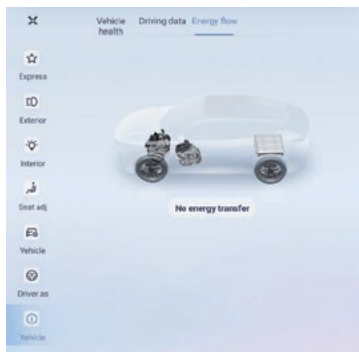 Vehicle health
Driving data
Energy flow
Express
Exterior
Interior
Seat adj
Vehicle
Driver as
Vehicle
No energy transfer